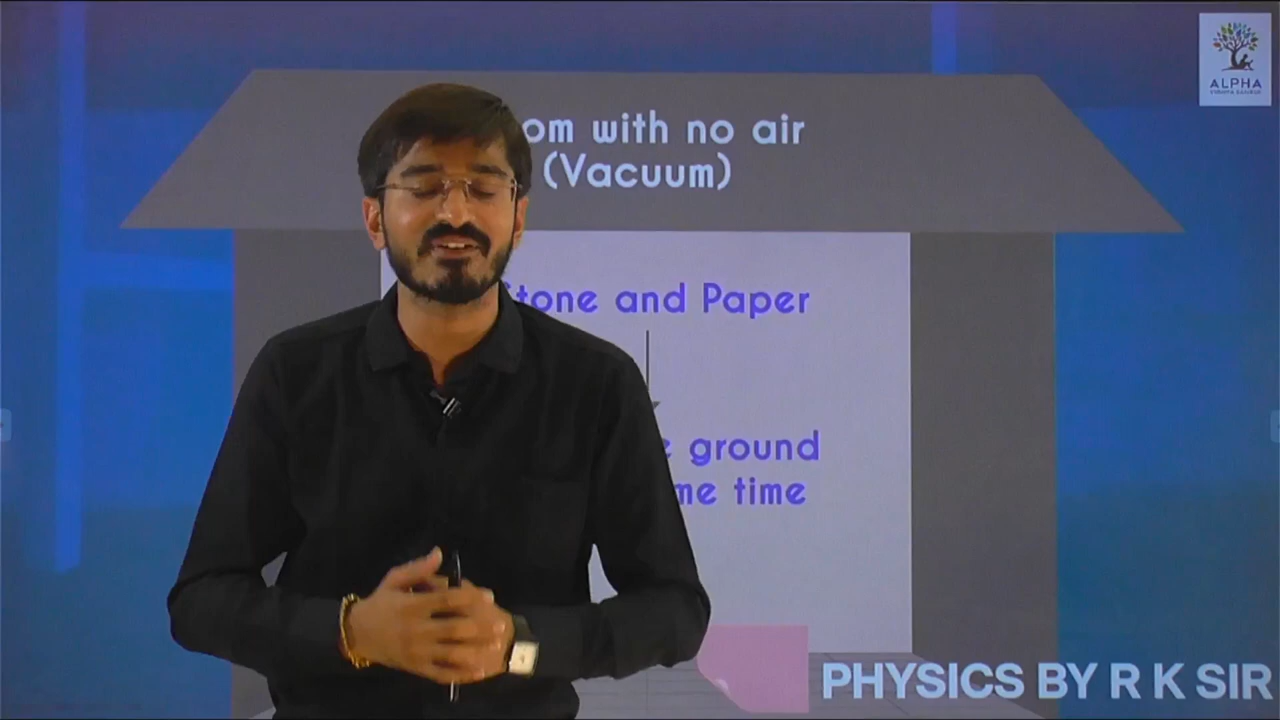 ALPHA
om with no air
(Vacuum)
tone and Paper
ground
me time
PHYSICS BY R K SIR